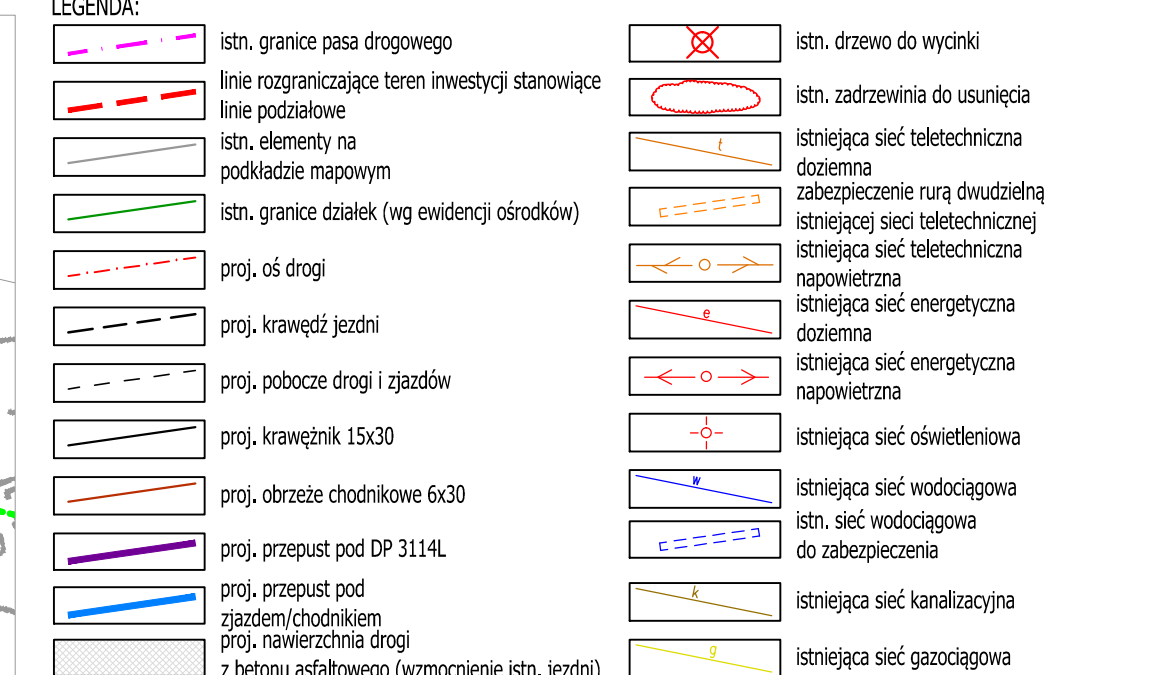 LEGENDA:
istn. granice pasa drogowego
linie rozgraniczające teren inwestycji stanowiące
linie podziałowe
istn. elementy na
podkładzie mapowym
istn. granice działek (wg ewidencji ośrodków)
proj. oś drogi
proj. krawędź jezdni
proj. pobocze drogi i zjazdów
proj. krawężnik 15x30
proj. obrzeże chodnikowe 6x30
proj. przepust pod DP 3114L
proj. przepust pod
zjazdem/chodnikiem
proj. nawierzchnia drogi
z betonu asfaltowego (wzmocnienie istn. jezdni)
istn. drzewo do wycinki
istn. zadrzewinia do usunięcia
t
istniejąca sieć teletechniczna
doziemna
zabezpieczenie rurą dwudzielną
istniejącej sieci teletechnicznej
istniejąca sieć teletechniczna
napowietrzna
e
istniejąca sieć energetyczna
doziemna
istniejąca sieć energetyczna
napowietrzna
istniejąca sieć oświetleniowa
w
istniejąca sieć wodociągowa
istn. sieć wodociągowa
do zabezpieczenia
k
istniejąca sieć kanalizacyjna
g
istniejąca sieć gazociągowa